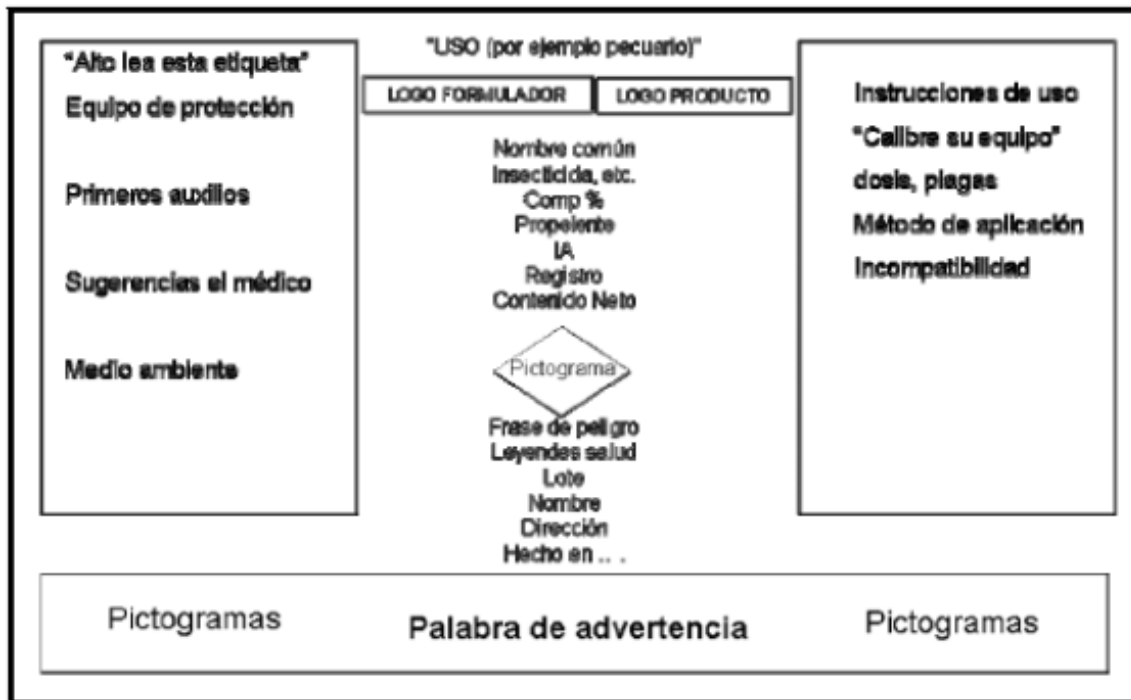 "Alto lea esta etiqueta"
Equipo de protección
Primeros auxilios
Sugerencias el médico
Medio ambiente
"USO (por ejemplo pecuario)"
LOGO FORMULADOR
LOGO PRODUCTO
Nombre común
Insecticida, etc.
Comp %
Propelente
IA
Registro
Contenido Neto
Pictograma
Frase de peligro
Leyendas salud
Lote
Nombre
Dirección
Hecho en ... .
Instrucciones de uso
"Calibre su equipo"
dosis, plagas
Método de aplicación
Incompatibilidad
Pictogramas
Palabra de advertencia
Pictogramas